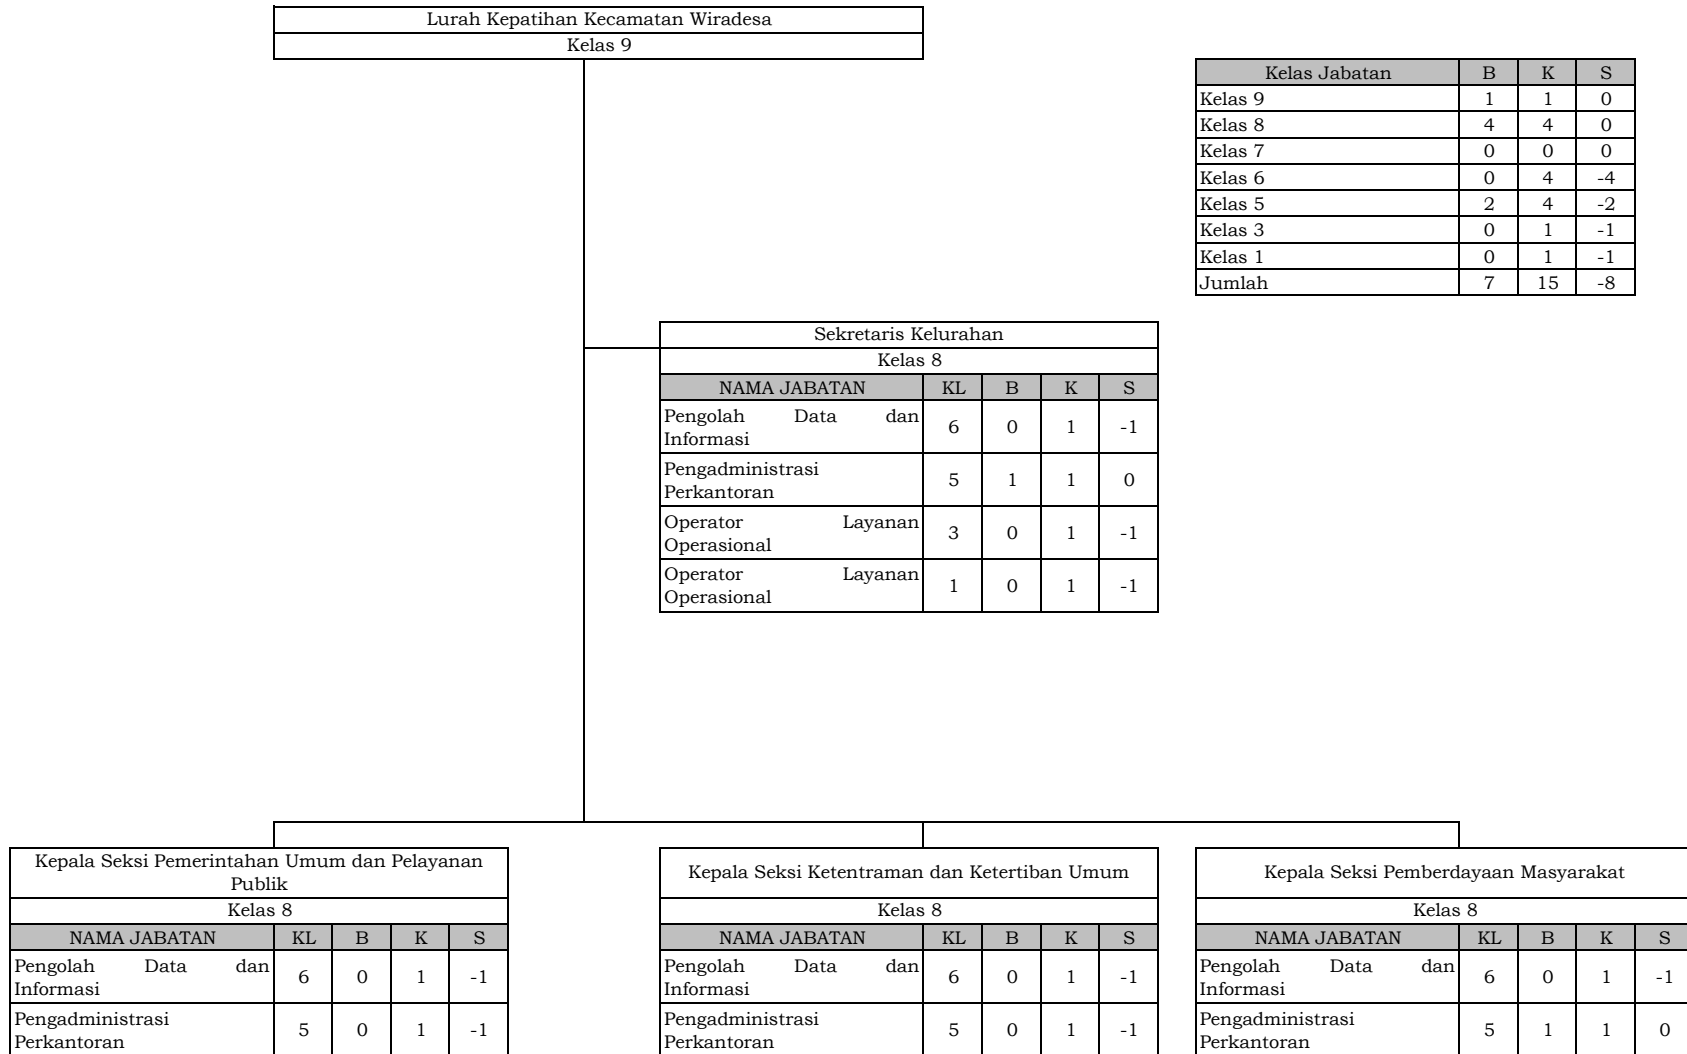 Lurah Kepatihan Kecamatan Wiradesa
Kelas 9
Kelas Jabatan B K S
Kelas 9 1 1 0
Kelas 8 4 4 0
Kelas 7 0 0 0
Kelas 6 0 4 -4
Kelas 5 2 4 -2
Kelas 3 0 1 -1
Kelas 1 0 1 -1
Jumlah 7 15 -8
Sekretaris Kelurahan
Kelas 8
NAMA JABATAN KL B K S
Pengolah Data dan
Informasi 6 0 1 -1
Pengadministrasi
Perkantoran 5 1 1 0
Operator Layanan
Operasional 3 0 1 -1
Operator Layanan
Operasional 1 0 1 -1
Kepala Seksi Pemerintahan Umum dan Pelayanan
Publik
Kelas 8
NAMA JABATAN KL B K S
Pengolah Data dan
Informasi 6 0 1 -1
Pengadministrasi
Perkantoran 5 0 1 -1
Kepala Seksi Ketentraman dan Ketertiban Umum
Kelas 8
NAMA JABATAN KL B K S
Pengolah Data dan
Informasi 6 0 1 -1
Pengadministrasi
Perkantoran 5 0 1 -1
Kepala Seksi Pemberdayaan Masyarakat
Kelas 8
NAMA JABATAN KL B K S
Pengolah Data dan
Informasi 6 0 1 -1
Pengadministrasi
Perkantoran 5 1 1 0